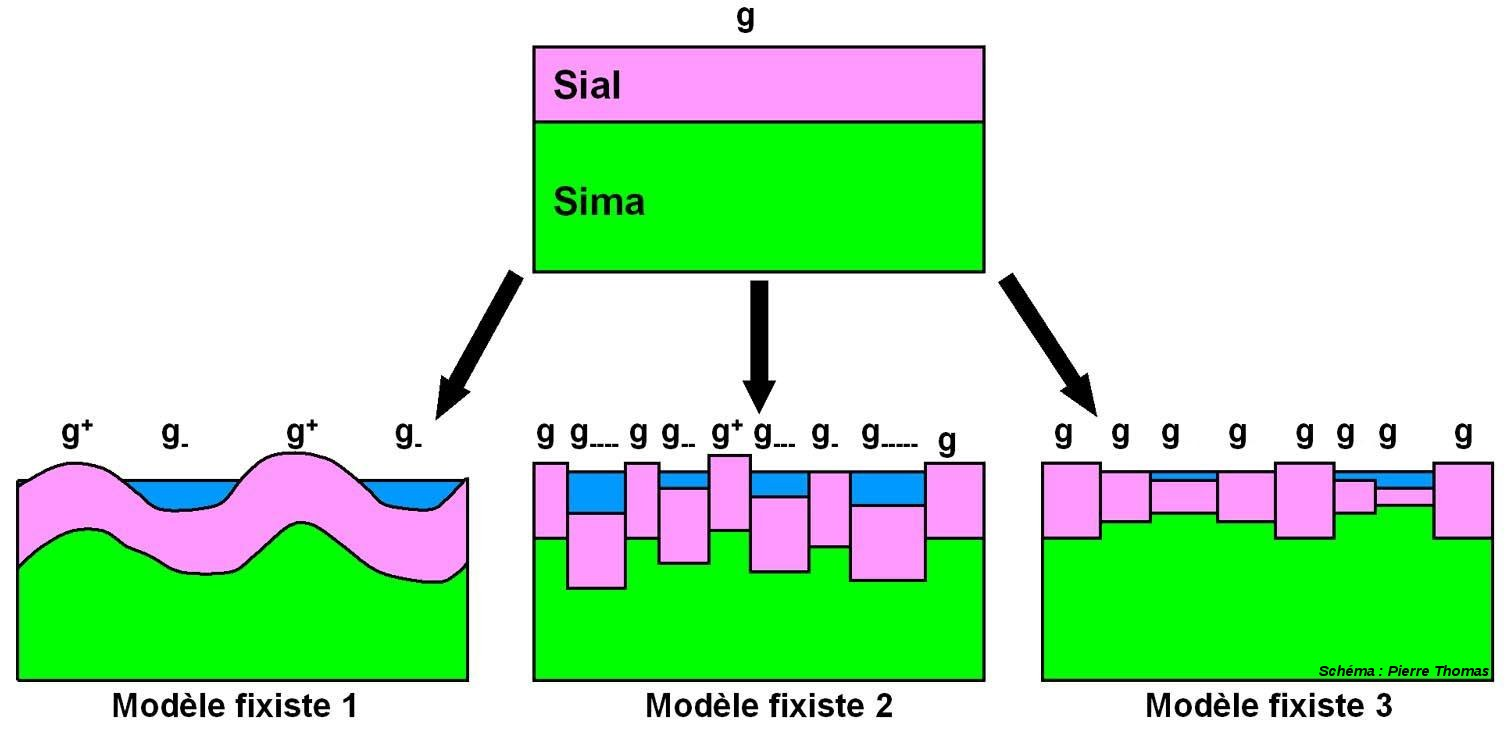 g
Sial
Sima
g+ g- g+ g-
g g---- g g-- g+ g--- g- g----- g
g g g g g g g g
Schéma : Pierre Thomas
Modèle fixiste 1
Modèle fixiste 2
Modèle fixiste 3